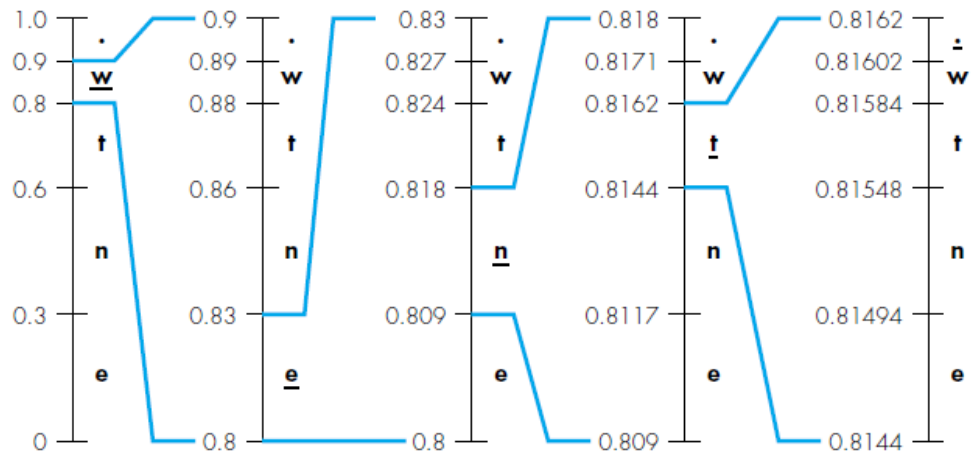 1.0 0.9 0.83 0.818 0.8162
. . . . .
0.9 0.89 0.827 0.8171 0.81602
w w w w w
0.8 0.88 0.824 0.8162 0.81584
t t t t t
0.6 0.86 0.818 0.8144 0.81548
n n n n n
0.3 0.83 0.809 0.8117 0.81494
e e e e e
0 0.8 0.8 0.809 0.8144